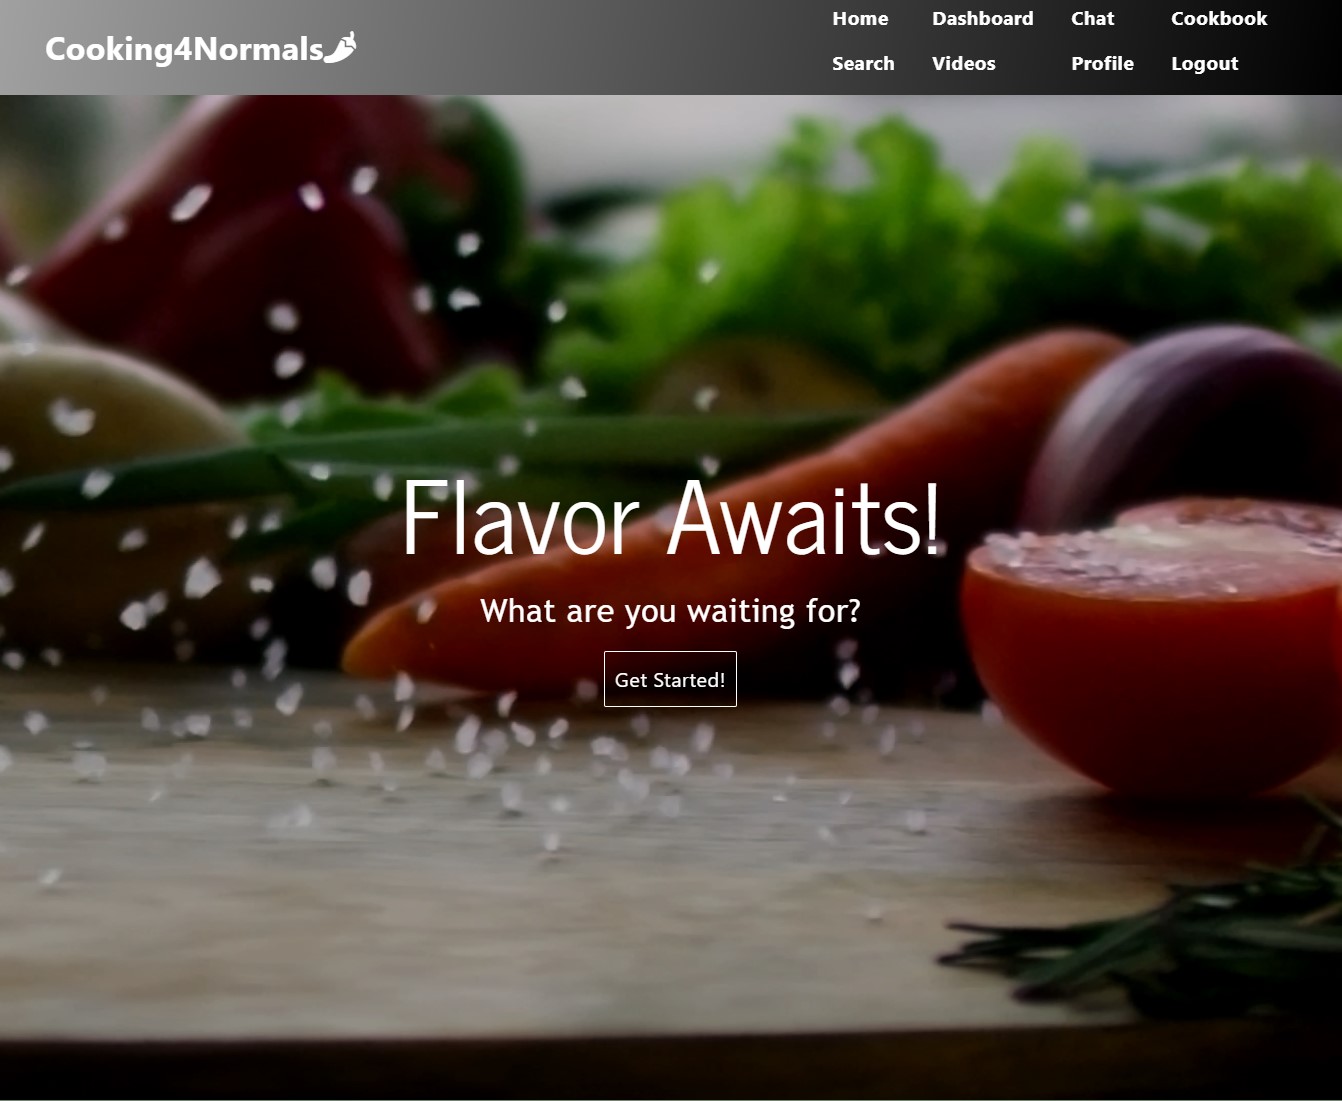 Cooking4Normals
Home Dashboard Chat Cookbook
Search Videos Profile Logout
Flavor Awaits!
What are you waiting for?
Get Started!